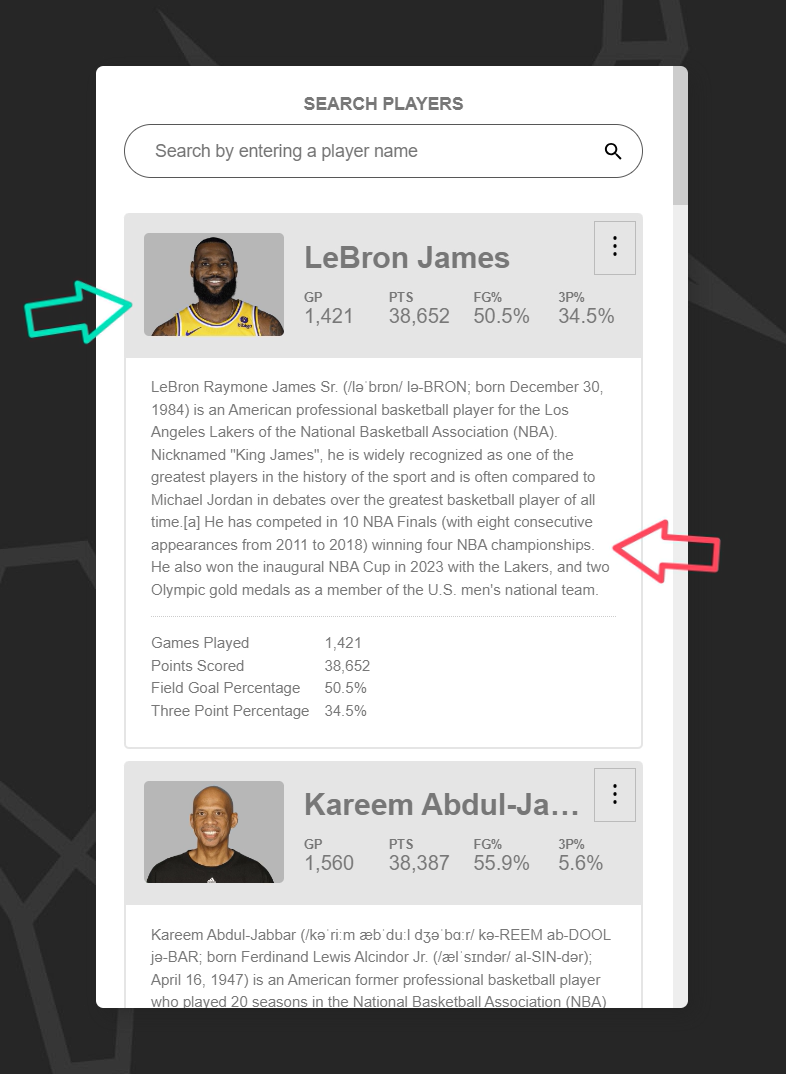 SEARCH PLAYERS
Search by entering a player name
LeBron James
GP PTS FG% 3P%
1,421 38,652 50.5% 34.5%
LeBron Raymone James Sr. (/ləˈbrɒn/ lə-BRON; born December 30,
1984) is an American professional basketball player for the Los
Angeles Lakers of the National Basketball Association (NBA).
Nicknamed "King James", he is widely recognized as one of the
greatest players in the history of the sport and is often compared to
Michael Jordan in debates over the greatest basketball player of all
time.[a] He has competed in 10 NBA Finals (with eight consecutive
appearances from 2011 to 2018) winning four NBA championships.
He also won the inaugural NBA Cup in 2023 with the Lakers, and two
Olympic gold medals as a member of the U.S. men's national team.
Games Played 1,421
Points Scored 38,652
Field Goal Percentage 50.5%
Three Point Percentage 34.5%
Kareem Abdul-Ja…
GP PTS FG% 3P%
1,560 38,387 55.9% 5.6%
Kareem Abdul-Jabbar (/kəˈriːm æbˈduːl dʒəˈbɑːr/ kə-REEM ab-DOOL
jə-BAR; born Ferdinand Lewis Alcindor Jr. (/ælˈsɪndər/ al-SIN-dər);
April 16, 1947) is an American former professional basketball player
who played 20 seasons in the National Basketball Association (NBA)